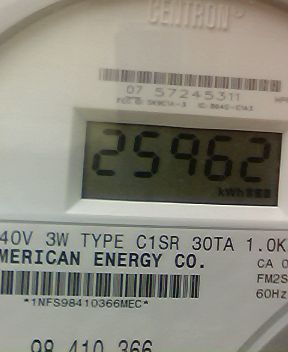 CENTRON
07 57245311
25962
kWh
40V 3W TYPE C1SR 30TA 1.0K
MERICAN ENERGY CO.
CA 0
FM2S
60Hz
*1NFS98410366MEC*
98 410 366